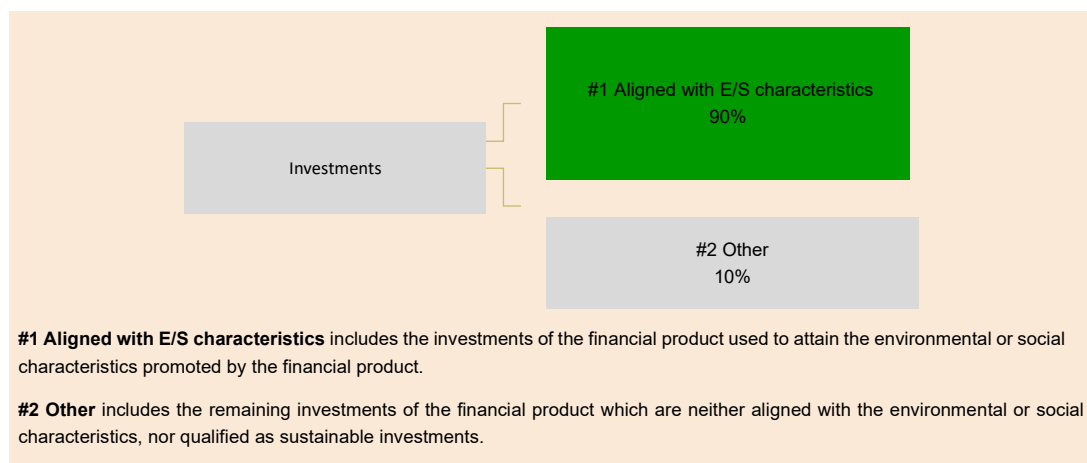 #1 Aligned with E/S characteristics
90%
Investments
#2 Other
10%
#1 Aligned with E/S characteristics includes the investments of the financial product used to attain the environmental or social
characteristics promoted by the financial product.
#2 Other includes the remaining investments of the financial product which are neither aligned with the environmental or social
characteristics, nor qualified as sustainable investments.